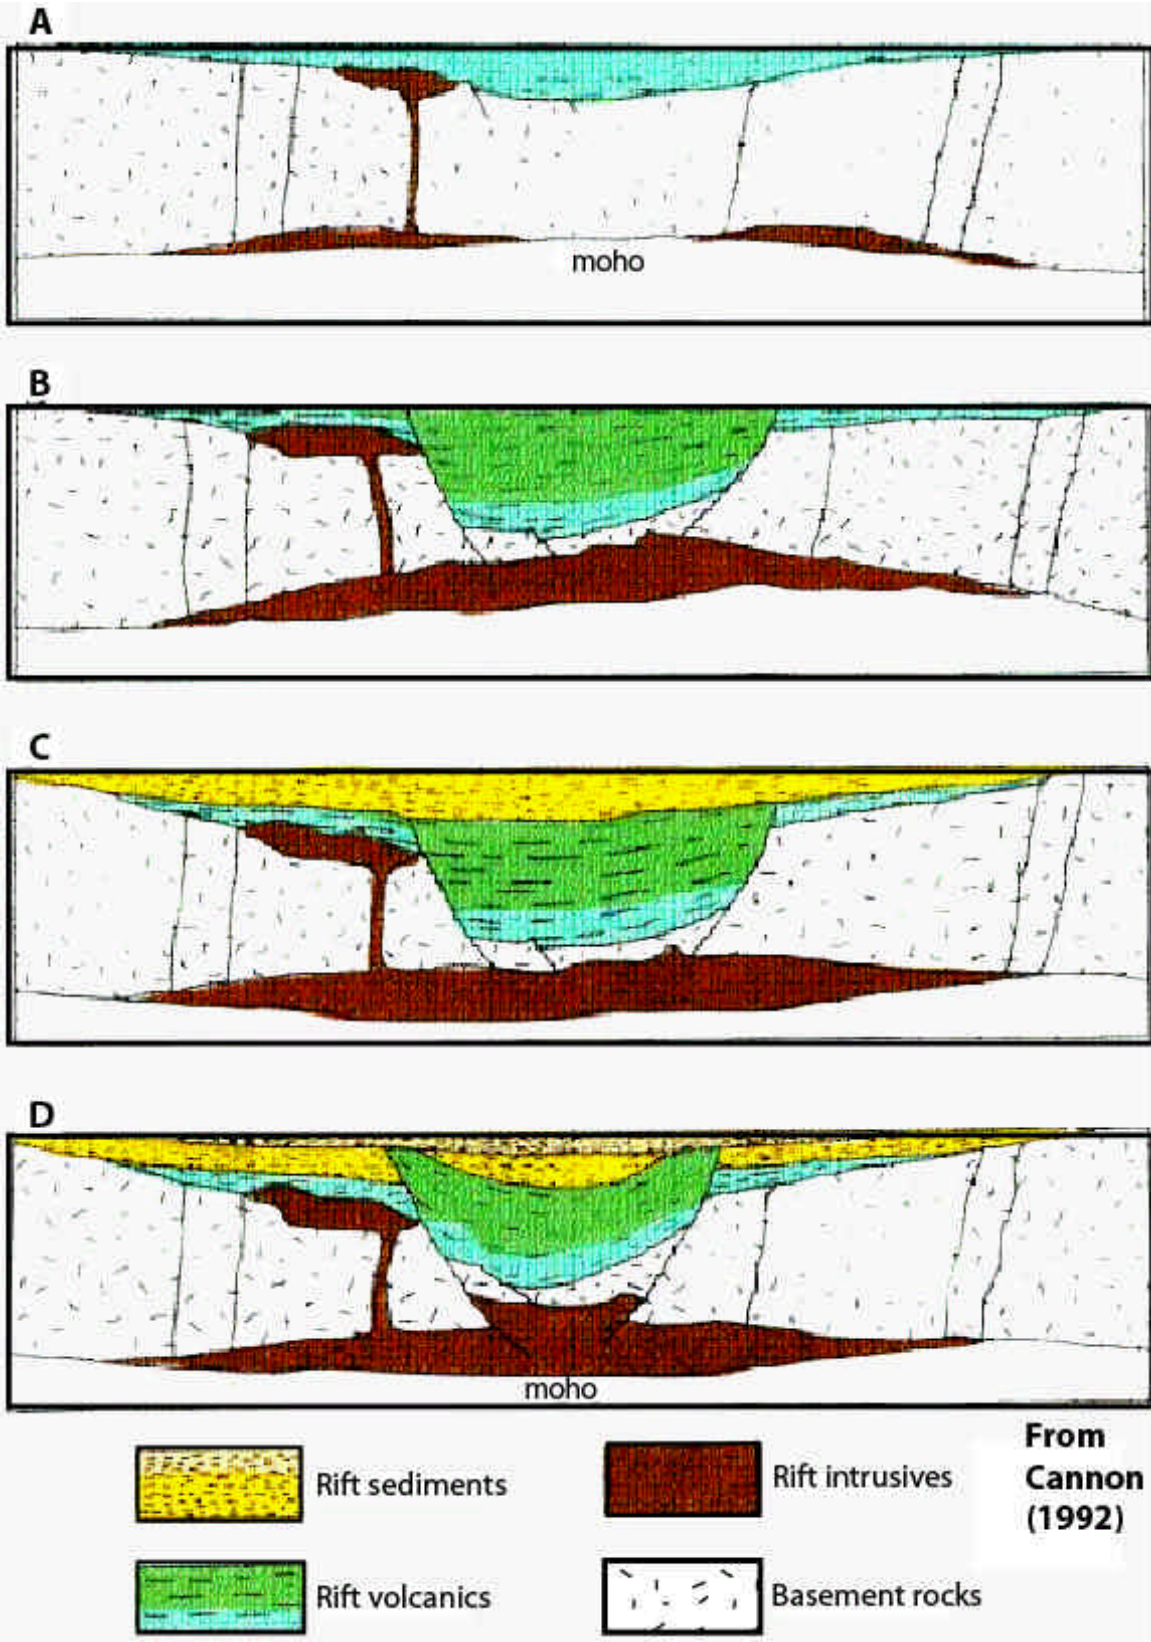 A
moho
B
C
D
moho
Rift sediments
Rift intrusives
From
Cannon
(1992)
Rift volcanics
Basement rocks